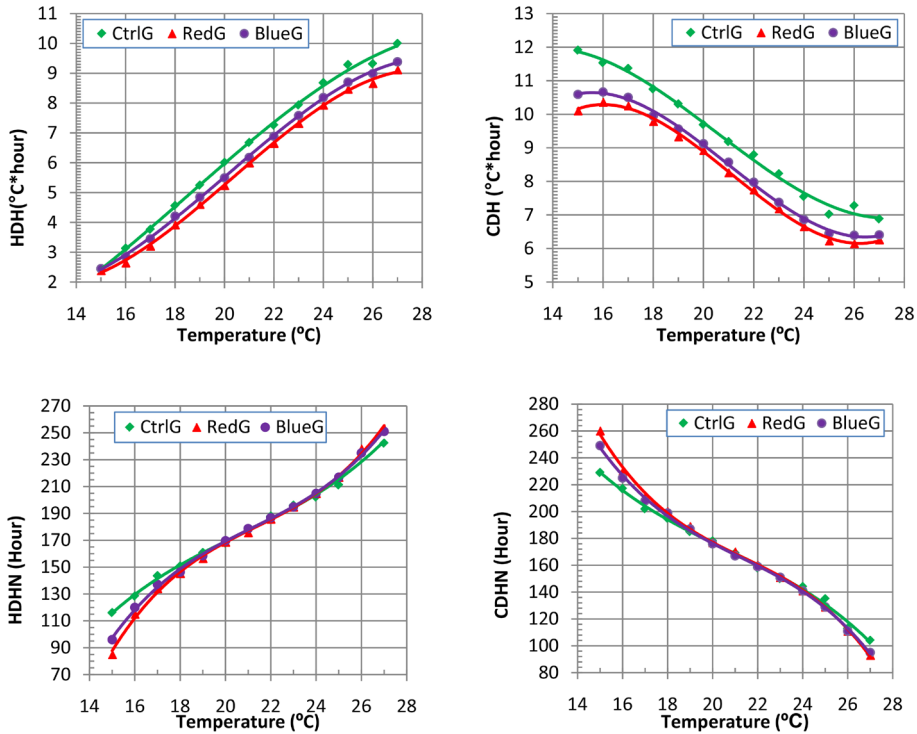 CtrlG RedG BlueG
HDH(°C*hour)
11
10
9
8
7
6
5
4
3
2
14 16 18 20 22 24 26 28
Temperature (ºC)
CtrlG RedG BlueG
CDH (°C*hour)
13
12
11
10
9
8
7
6
5
14 16 18 20 22 24 26 28
Temperature (ºC)
CtrlG RedG BlueG
HDHN (Hour)
270
250
230
210
190
170
150
130
110
90
70
14 16 18 20 22 24 26 28
Temperature (ºC)
CtrlG RedG BlueG
CDHN (Hour)
280
260
240
220
200
180
160
140
120
100
80
14 16 18 20 22 24 26 28
Temperature (ºC)